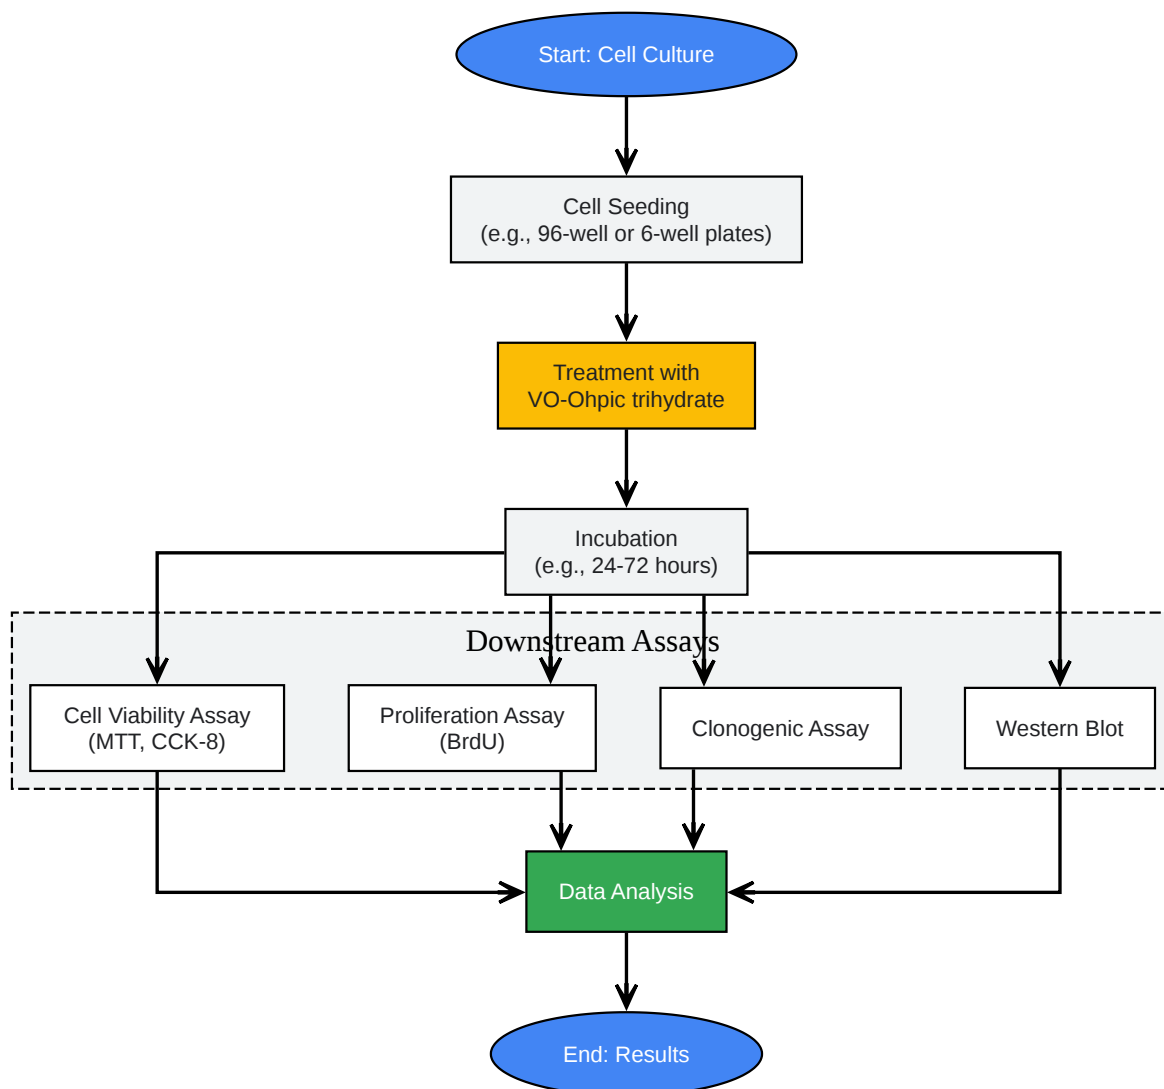 Start: Cell Culture
Cell Seeding
(e.g., 96-well or 6-well plates)
Treatment with
VO-Ohpic trihydrate
Incubation
(e.g., 24-72 hours)
Downstream Assays
Cell Viability Assay
(MTT, CCK-8)
Proliferation Assay
(BrdU)
Clonogenic Assay
Western Blot
Data Analysis
End: Results